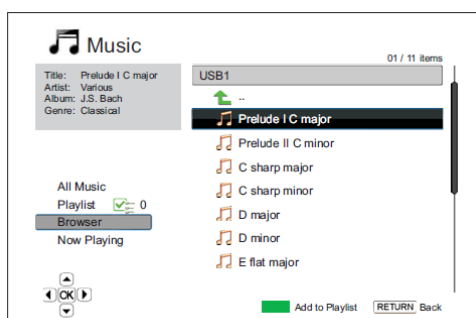 Music
01 / 11 items
Title: Prelude I C major
Artist: Various
Album: J.S. Bach
Genre: Classical
USB1
..
Prelude I C major
Prelude II C minor
C sharp major
C sharp minor
D major
D minor
E flat major
All Music
Playlist 0
Browser
Now Playing
OK
Add to Playlist RETURN Back